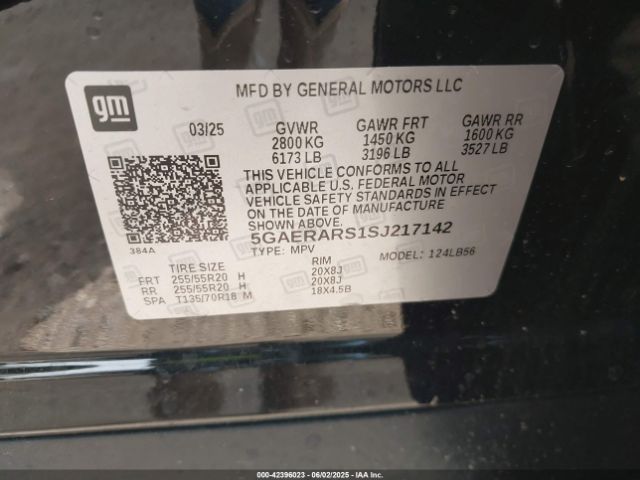 gm
MFD BY GENERAL MOTORS LLC
03/25 GVWR GAWR FRT GAWR RR
2800 KG 1450 KG 1600 KG
6173 LB 3196 LB 3527 LB
THIS VEHICLE CONFORMS TO ALL
APPLICABLE U.S. FEDERAL MOTOR
VEHICLE SAFETY STANDARDS IN EFFECT
ON THE DATE OF MANUFACTURE
SHOWN ABOVE.
5GAERARS1SJ217142
384A
TYPE: MPV MODEL: 124LB56
TIRE SIZE RIM
FRT 255/55R20 H 20X8J
RR 255/55R20 H 20X8J
SPA T135/70R18 M 18X4.5B
000-42396023 - 06/02/2025 - IAAI.COM